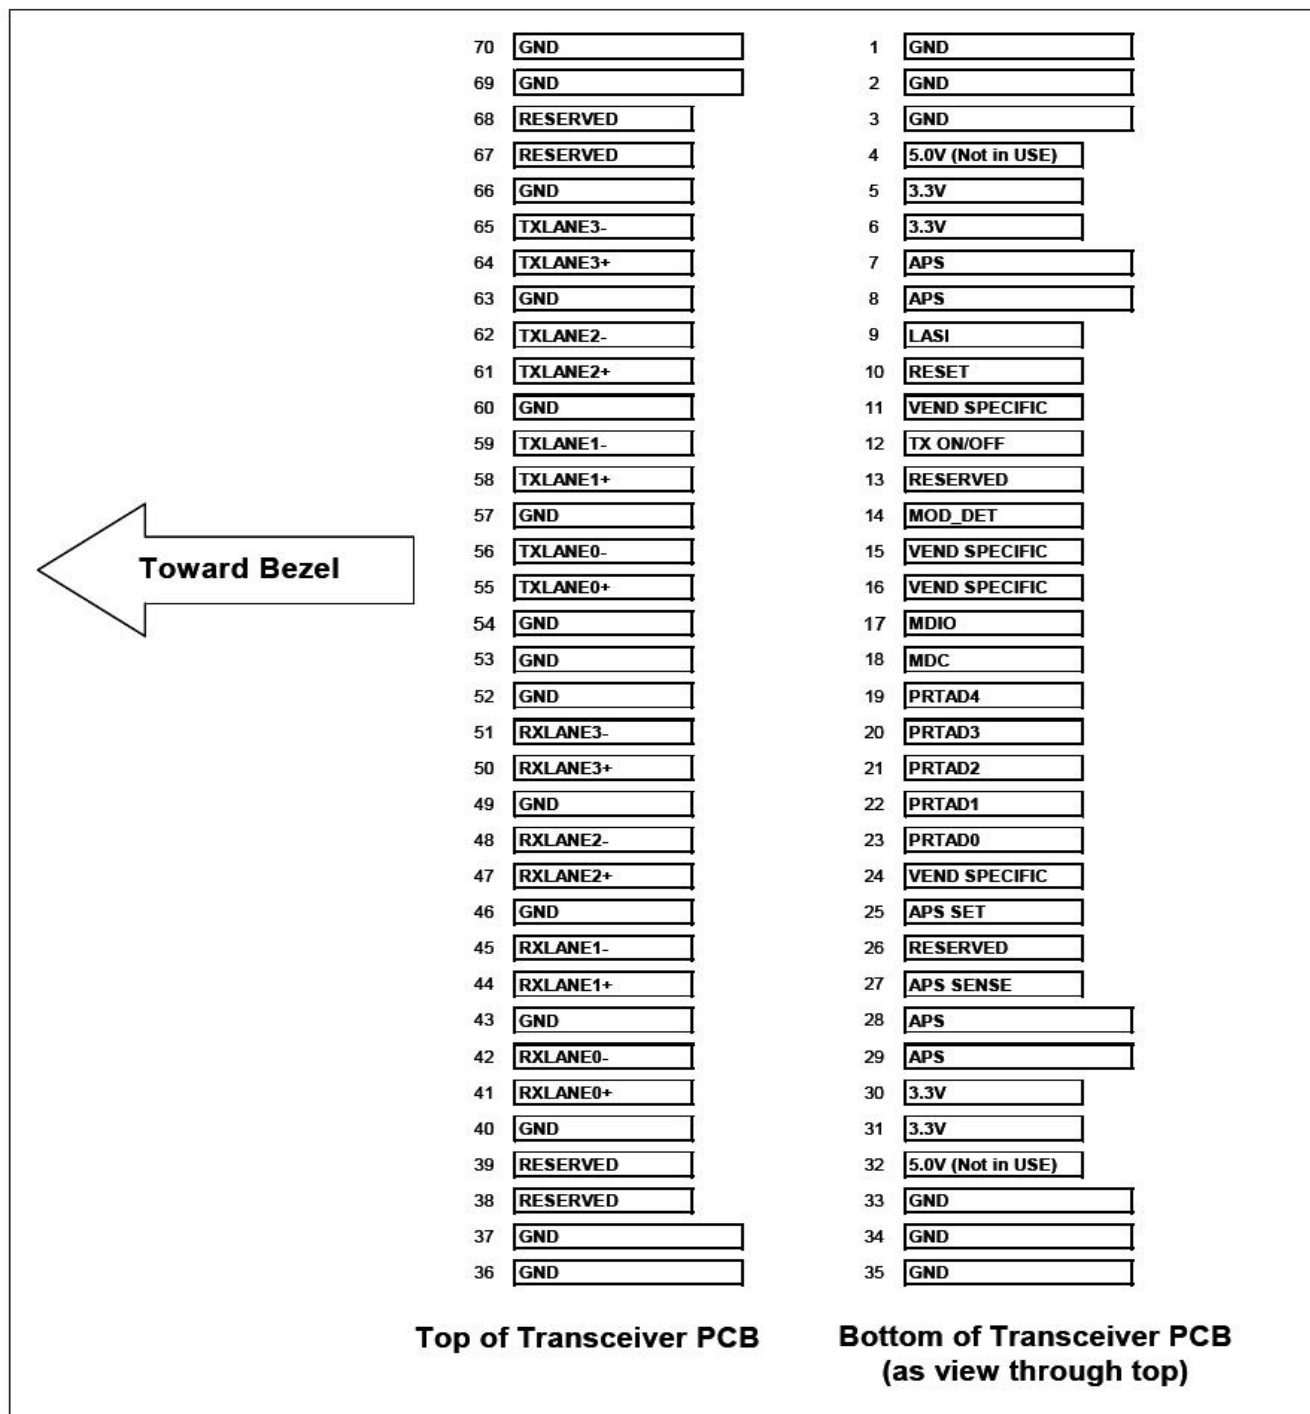 70 GND 1 GND
69 GND 2 GND
68 RESERVED 3 GND
67 RESERVED 4 5.0V (Not in USE)
66 GND 5 3.3V
65 TXLANE3- 6 3.3V
64 TXLANE3+ 7 APS
63 GND 8 APS
62 TXLANE2- 9 LASI
61 TXLANE2+ 10 RESET
60 GND 11 VEND SPECIFIC
59 TXLANE1- 12 TX ON/OFF
58 TXLANE1+ 13 RESERVED
57 GND 14 MOD_DET
56 TXLANE0- 15 VEND SPECIFIC
Toward Bezel
55 TXLANE0+ 16 VEND SPECIFIC
54 GND 17 MDIO
53 GND 18 MDC
52 GND 19 PRTAD4
51 RXLANE3- 20 PRTAD3
50 RXLANE3+ 21 PRTAD2
49 GND 22 PRTAD1
48 RXLANE2- 23 PRTAD0
47 RXLANE2+ 24 VEND SPECIFIC
46 GND 25 APS SET
45 RXLANE1- 26 RESERVED
44 RXLANE1+ 27 APS SENSE
43 GND 28 APS
42 RXLANE0- 29 APS
41 RXLANE0+ 30 3.3V
40 GND 31 3.3V
39 RESERVED 32 5.0V (Not in USE)
38 RESERVED 33 GND
37 GND 34 GND
36 GND 35 GND
Top of Transceiver PCB Bottom of Transceiver PCB
(as view through top)